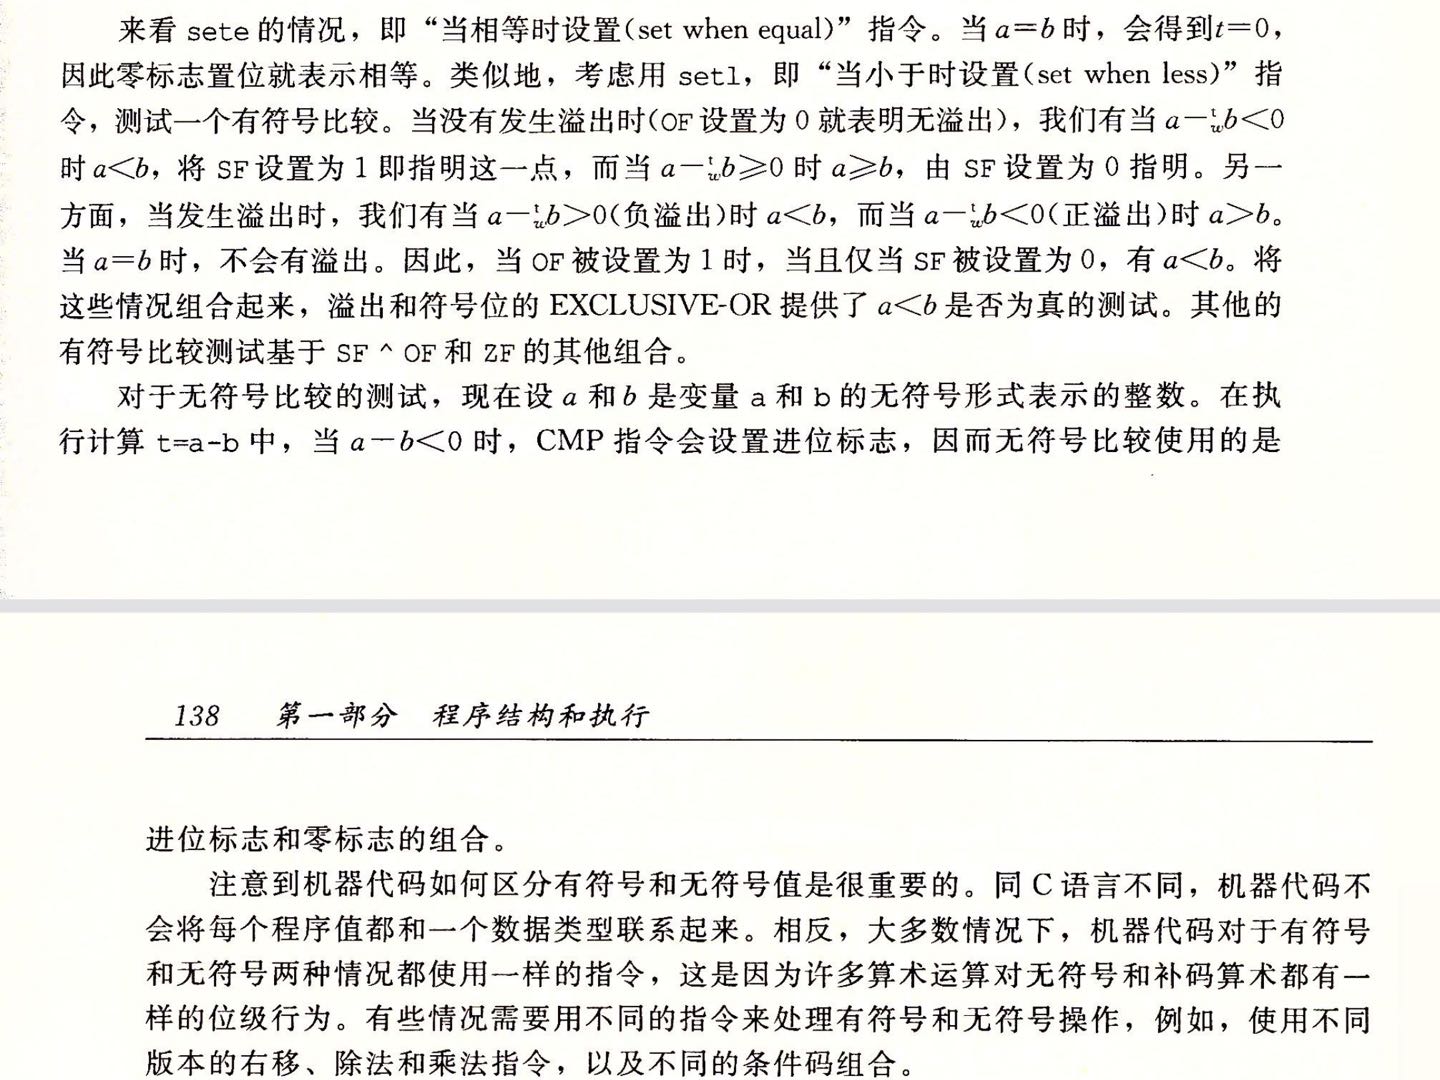 来看 sete 的情况，即“当相等时设置(set when equal)”指令。当 a=b 时，会得到t=0，
因此零标志置位就表示相等。类似地，考虑用 setl，即“当小于时设置(set when less)”指
令，测试一个有符号比较。当没有发生溢出时(OF 设置为 0 就表明无溢出)，我们有当 a-ᵗwb<0
时 a<b，将 SF 设置为 1 即指明这一点，而当 a-ᵗwb≥0 时 a≥b，由 SF 设置为 0 指明。另一
方面，当发生溢出时，我们有当 a-ᵗwb>0(负溢出)时 a<b，而当 a-ᵗwb<0(正溢出)时 a>b。
当 a=b 时，不会有溢出。因此，当 OF 被设置为 1 时，当且仅当 SF 被设置为 0，有 a<b。将
这些情况组合起来，溢出和符号位的 EXCLUSIVE-OR 提供了 a<b 是否为真的测试。其他的
有符号比较测试基于 SF ^ OF 和 ZF 的其他组合。
对于无符号比较的测试，现在设 a 和 b 是变量 a 和 b 的无符号形式表示的整数。在执
行计算 t=a-b 中，当 a-b<0 时，CMP 指令会设置进位标志，因而无符号比较使用的是
138 第一部分 程序结构和执行
进位标志和零标志的组合。
注意到机器代码如何区分有符号和无符号值是很重要的。同 C 语言不同，机器代码不
会将每个程序值都和一个数据类型联系起来。相反，大多数情况下，机器代码对于有符号
和无符号两种情况都使用一样的指令，这是因为许多算术运算对无符号和补码算术都有一
样的位级行为。有些情况需要用不同的指令来处理有符号和无符号操作，例如，使用不同
版本的右移、除法和乘法指令，以及不同的条件码组合。